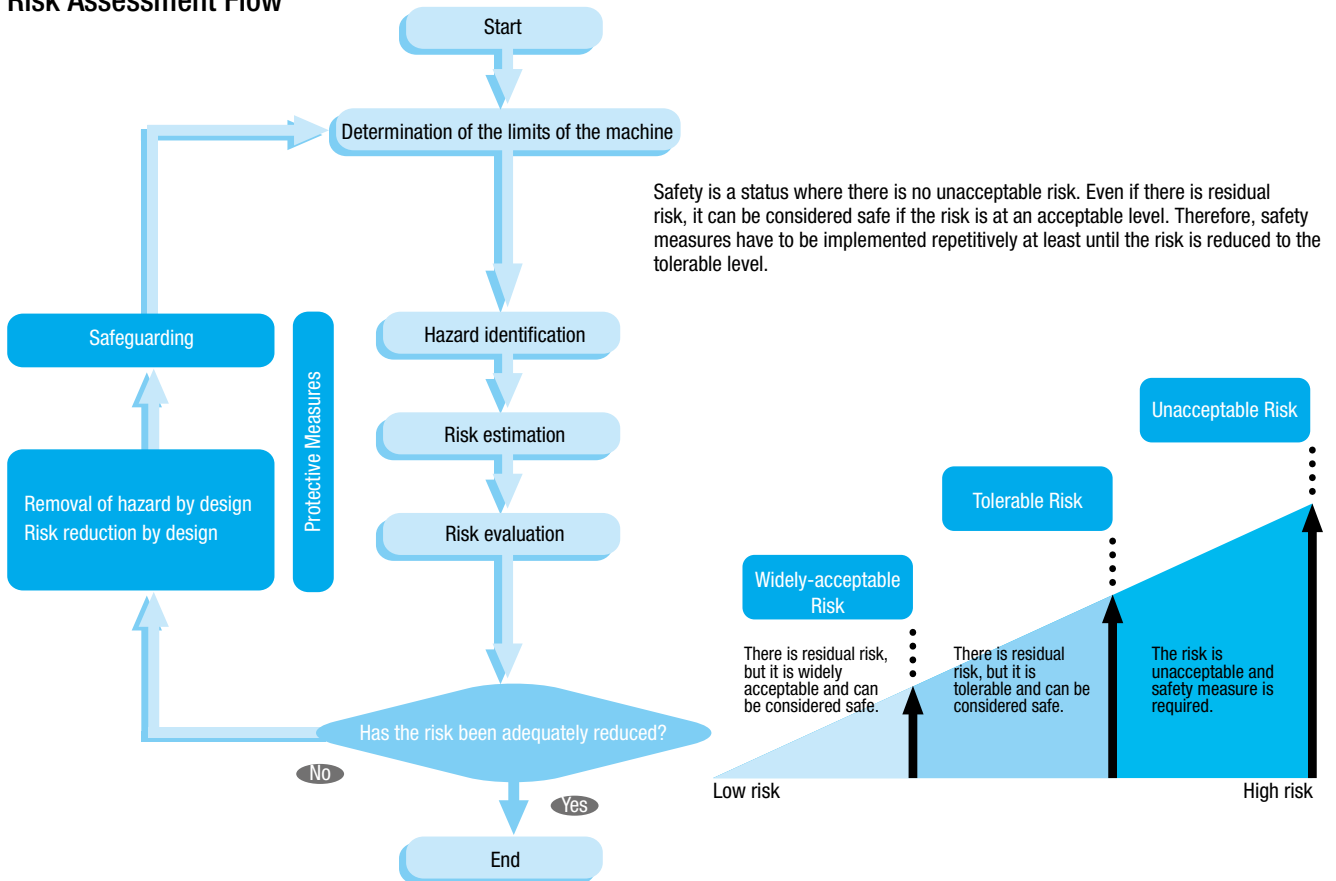 Risk Assessment Flow
Start
Determination of the limits of the machine
Safety is a status where there is no unacceptable risk. Even if there is residual
risk, it can be considered safe if the risk is at an acceptable level. Therefore, safety
measures have to be implemented repetitively at least until the risk is reduced to the
tolerable level.
Safeguarding
Protective Measures
Hazard identification
Risk estimation
Removal of hazard by design
Risk reduction by design
Risk evaluation
Has the risk been adequately reduced?
No
Yes
End
Unacceptable Risk
Tolerable Risk
Widely-acceptable
Risk
There is residual risk,
but it is widely
acceptable and can
be considered safe.
There is residual
risk, but it is
tolerable and can be
considered safe.
The risk is
unacceptable and
safety measure is
required.
Low risk
High risk